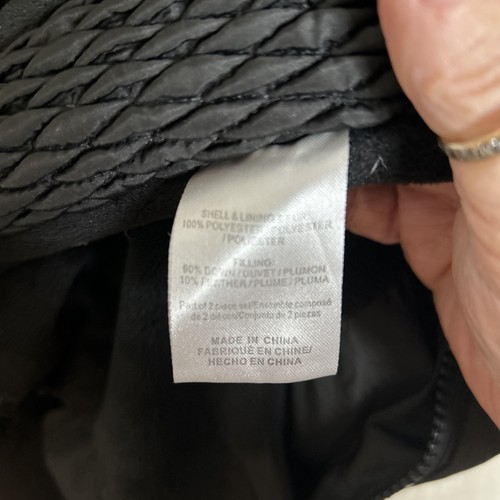 SHELL & LINING
100% POLYESTER / POLYESTER
/ POLYESTER
FILLING
90% DOWN / DUVET / PLUMON
10% FEATHER / PLUME / PLUMA
Part of 2 piece set/Ensemble composé
de 2 pièces/Conjunto de 2 piezas
MADE IN CHINA
FABRIQUÉ EN CHINE/
HECHO EN CHINA